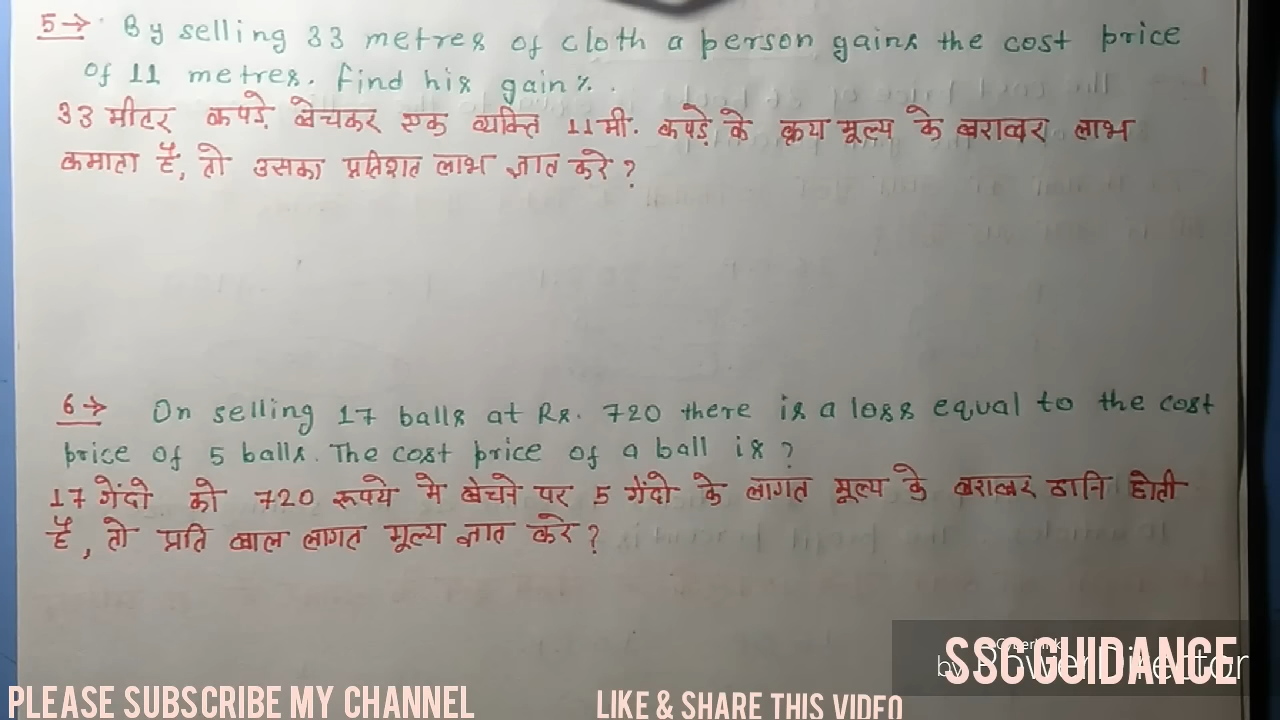 5→ By selling 33 metres of cloth a person gains the cost price
of 11 metres. Find his gain%.
33 मीटर कपड़े बेचकर एक व्यक्ति 11 मी. कपड़े के क्रय मूल्य के बराबर लाभ
कमाता है, तो उसका प्रतिशत लाभ ज्ञात करे ?
6→ On selling 17 balls at Rs. 720 there is a loss equal to the cost
price of 5 balls. The cost price of a ball is ?
17 गेंदो को 720 रूपये मे बेचने पर 5 गेंदो के लागत मूल्य के बराबर हानि होती
है, तो प्रति बाल लागत मूल्य ज्ञात करे ?
SSCGUIDANCE
by PowerDirector
PLEASE SUBSCRIBE MY CHANNEL
LIKE & SHARE THIS VIDEO